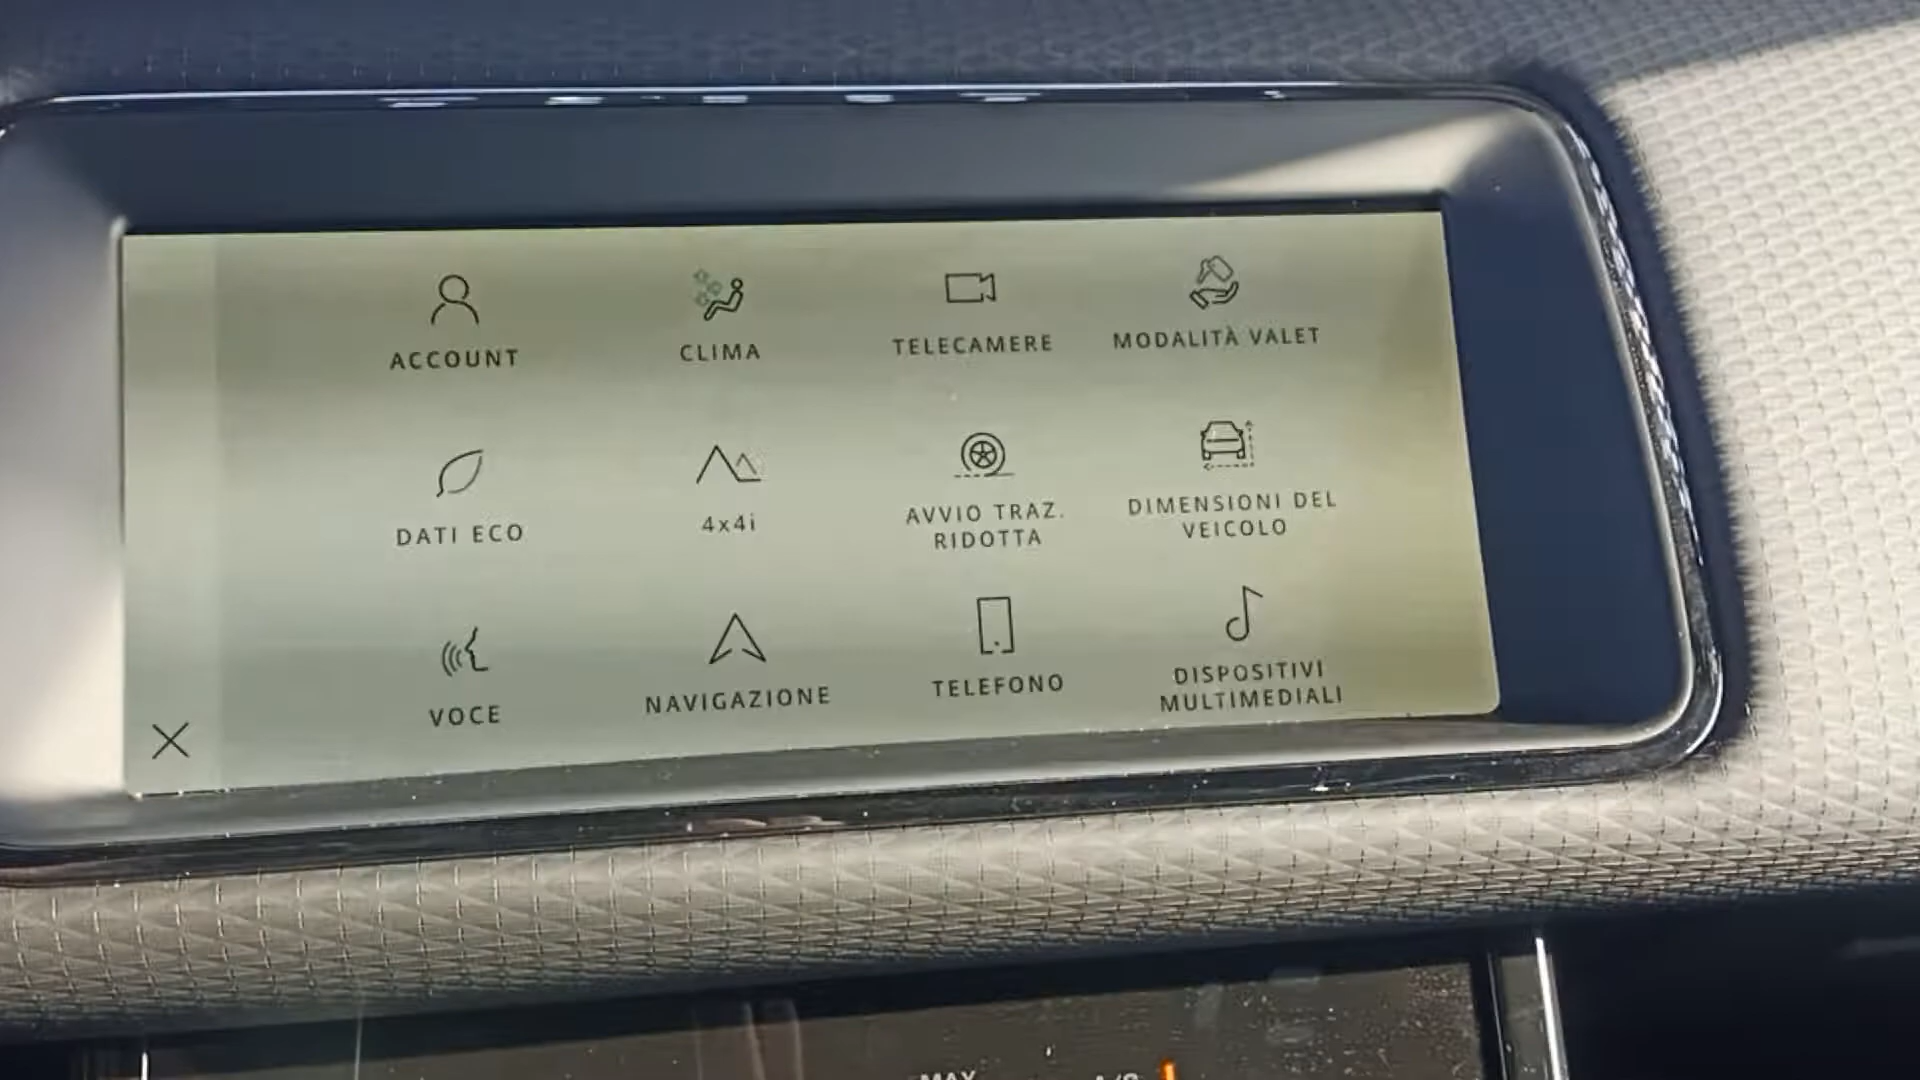 ACCOUNT
CLIMA
TELECAMERE
MODALITÀ VALET
DATI ECO
4x4i
AVVIO TRAZ.
RIDOTTA
DIMENSIONI DEL
VEICOLO
VOCE
NAVIGAZIONE
TELEFONO
DISPOSITIVI
MULTIMEDIALI
MAX
A/C